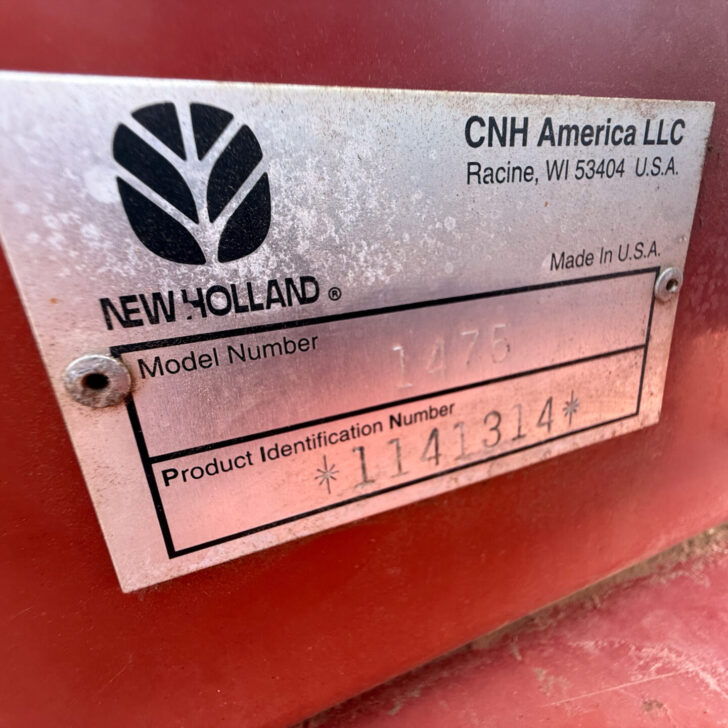 CNH America LLC
Racine, WI 53404 U.S.A.
Made In U.S.A.
NEW HOLLAND ®
Model Number 1475
Product Identification Number
*1141314*